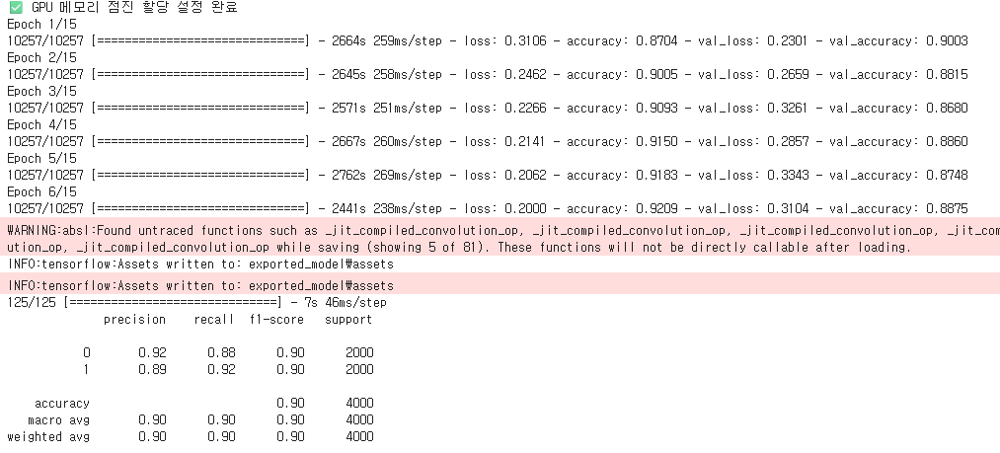 ✅ GPU 메모리 점진 할당 설정 완료
Epoch 1/15
10257/10257 [==============================] - 2664s 259ms/step - loss: 0.3106 - accuracy: 0.8704 - val_loss: 0.2301 - val_accuracy: 0.9003
Epoch 2/15
10257/10257 [==============================] - 2645s 258ms/step - loss: 0.2462 - accuracy: 0.9005 - val_loss: 0.2659 - val_accuracy: 0.8815
Epoch 3/15
10257/10257 [==============================] - 2571s 251ms/step - loss: 0.2266 - accuracy: 0.9093 - val_loss: 0.3261 - val_accuracy: 0.8680
Epoch 4/15
10257/10257 [==============================] - 2667s 260ms/step - loss: 0.2141 - accuracy: 0.9150 - val_loss: 0.2857 - val_accuracy: 0.8860
Epoch 5/15
10257/10257 [==============================] - 2762s 269ms/step - loss: 0.2062 - accuracy: 0.9183 - val_loss: 0.3343 - val_accuracy: 0.8748
Epoch 6/15
10257/10257 [==============================] - 2441s 238ms/step - loss: 0.2000 - accuracy: 0.9209 - val_loss: 0.3104 - val_accuracy: 0.8875
WARNING:absl:Found untraced functions such as _jit_compiled_convolution_op, _jit_compiled_convolution_op, _jit_compiled_convolution_op, _jit_com
ution_op, _jit_compiled_convolution_op while saving (showing 5 of 81). These functions will not be directly callable after loading.
INFO:tensorflow:Assets written to: exported_model₩assets
INFO:tensorflow:Assets written to: exported_model₩assets
125/125 [==============================] - 7s 46ms/step
precision recall f1-score support
0 0.92 0.88 0.90 2000
1 0.89 0.92 0.90 2000
accuracy 0.90 4000
macro avg 0.90 0.90 0.90 4000
weighted avg 0.90 0.90 0.90 4000